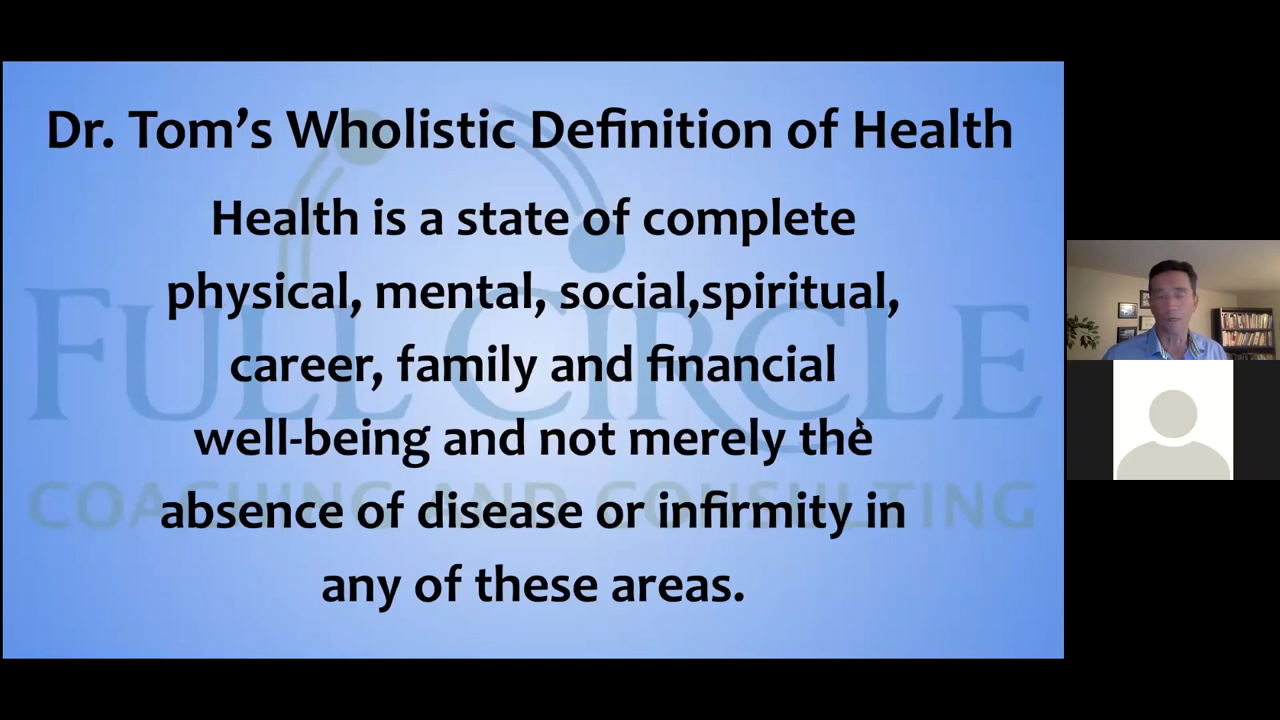 Dr. Tom’s Wholistic Definition of Health
Health is a state of complete
physical, mental, social,spiritual,
career, family and financial
well-being and not merely the
absence of disease or infirmity in
any of these areas.
FULL CIRCLE
COACHING AND CONSULTING